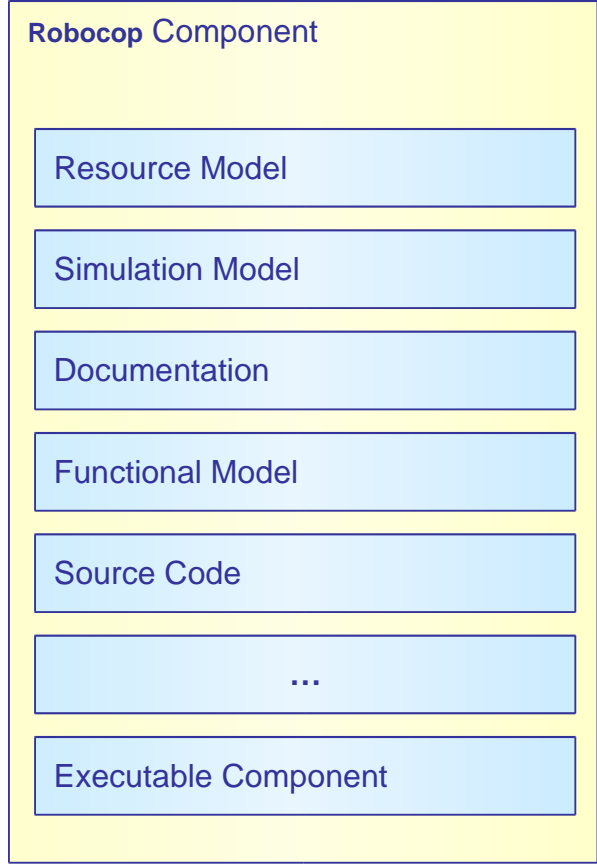 Robocop Component
Resource Model
Simulation Model
Documentation
Functional Model
Source Code
...
Executable Component